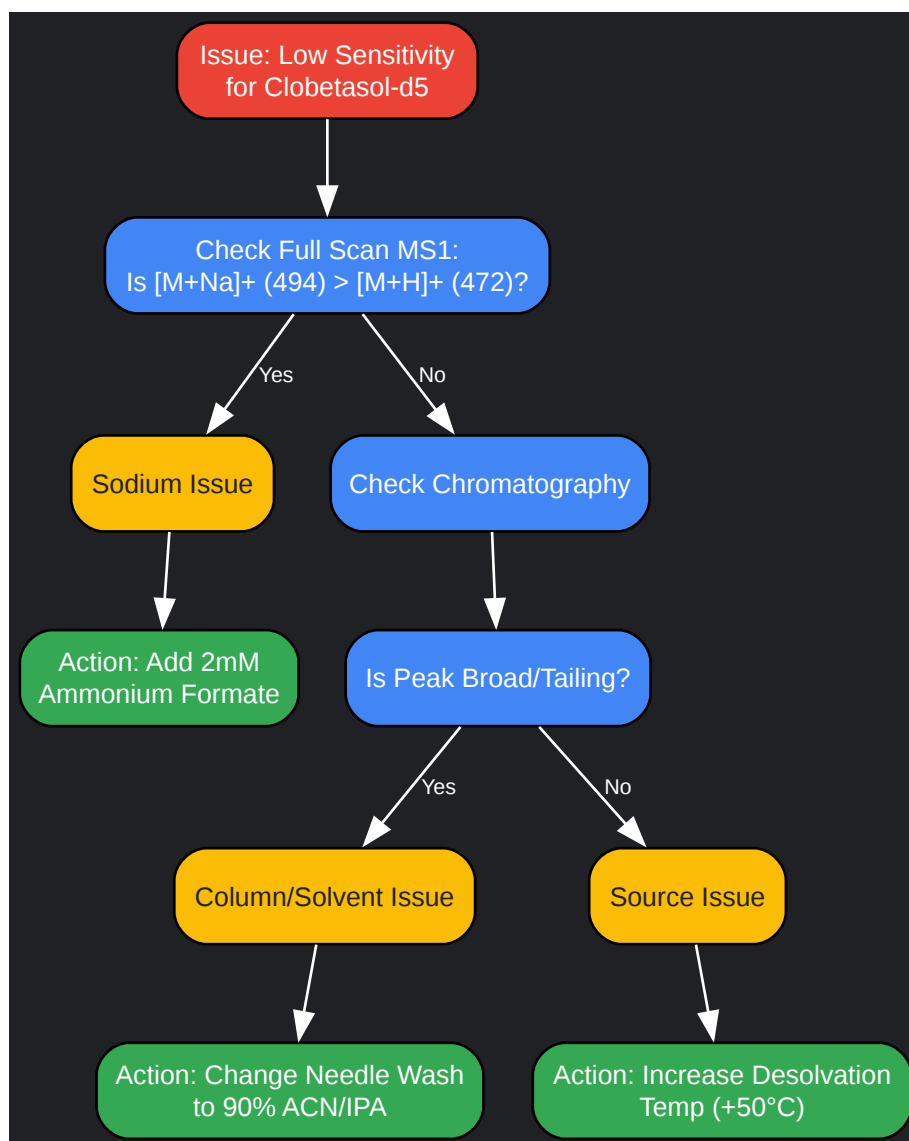 Issue: Low Sensitivity
for Clobetasol-d5
Check Full Scan MS1:
Is [M+Na]+ (494) > [M+H]+ (472)?
Yes
No
Sodium Issue
Check Chromatography
Action: Add 2mM
Ammonium Formate
Is Peak Broad/Tailing?
Yes
No
Column/Solvent Issue
Source Issue
Action: Change Needle Wash
to 90% ACN/IPA
Action: Increase Desolvation
Temp (+50°C)